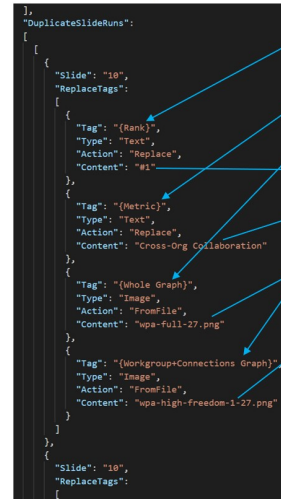 ],
"DuplicateSlideRuns":
[
[
{
"Slide": "10",
"ReplaceTags":
[
{
"Tag": "{Rank}",
"Type": "Text",
"Action": "Replace",
"Content": "#1"
},
{
"Tag": "{Metric}",
"Type": "Text",
"Action": "Replace",
"Content": "Cross-Org Collaboration"
},
{
"Tag": "{Whole Graph}",
"Type": "Image",
"Action": "FromFile",
"Content": "wpa-full-27.png"
},
{
"Tag": "{Workgroup+Connections Graph}",
"Type": "Image",
"Action": "FromFile",
"Content": "wpa-high-freedom-1-27.png"
}
]
},
{
"Slide": "10",
"ReplaceTags":
[